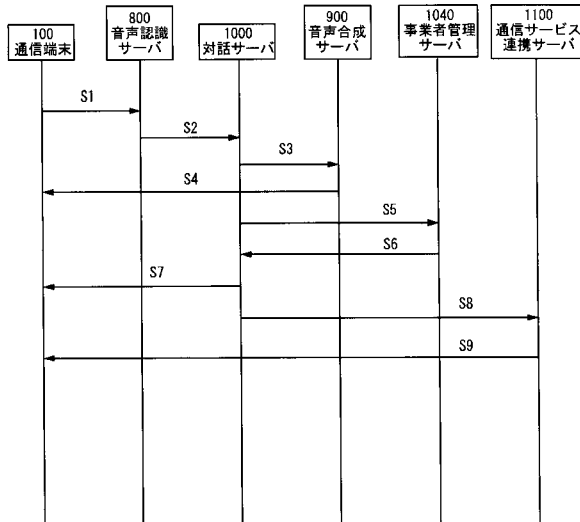 100
通信端末
800
音声認識
サーバ
1000
対話サーバ
900
音声合成
サーバ
1040
事業者管理
サーバ
1100
通信サービス
連携サーバ
S1
S2
S3
S4
S5
S6
S7
S8
S9